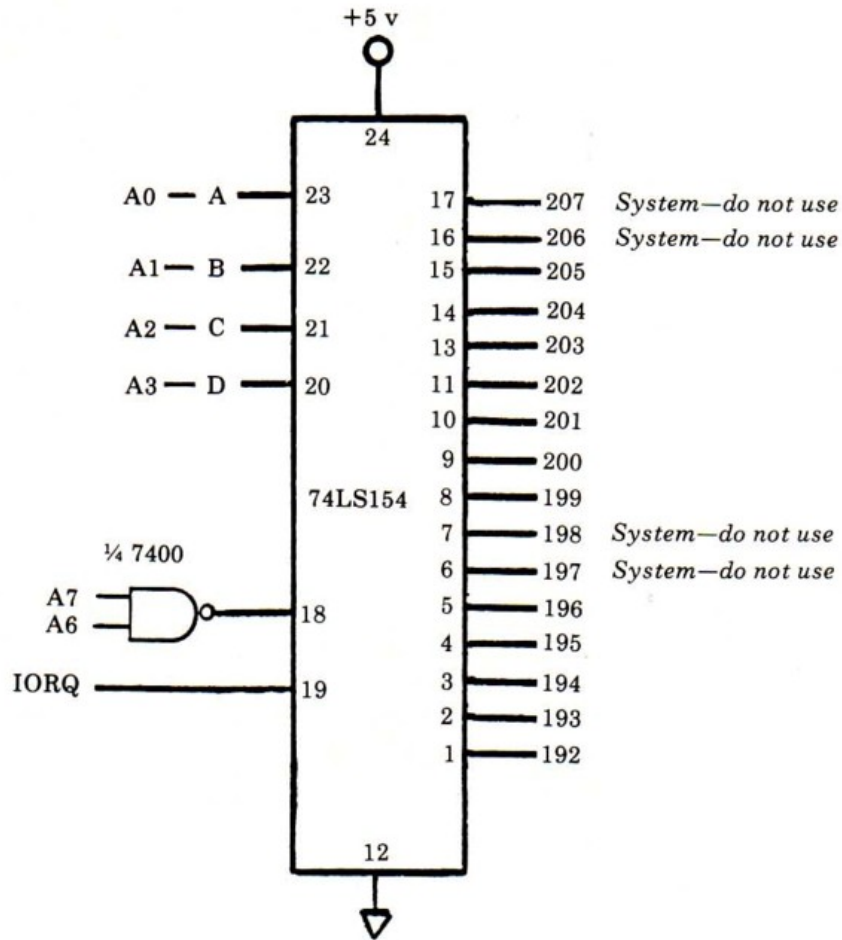 +5 v
24
A0 — A 23
17 207 System—do not use
16 206 System—do not use
A1 — B 22
15 205
14 204
A2 — C 21
13 203
A3 — D 20
11 202
10 201
9 200
74LS154
8 199
7 198 System—do not use
¼ 7400
6 197 System—do not use
A7
A6
18
5 196
4 195
IORQ 19
3 194
2 193
1 192
12